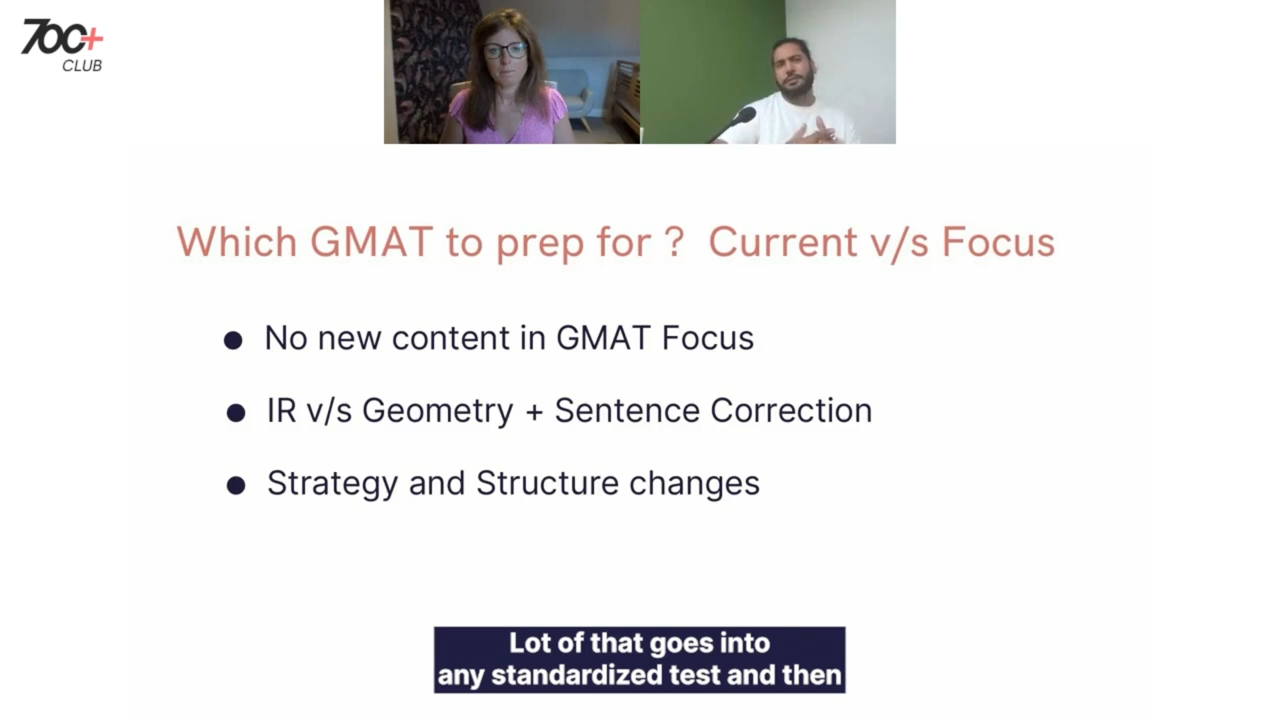 700+
CLUB
Which GMAT to prep for ? Current v/s Focus
● No new content in GMAT Focus
● IR v/s Geometry + Sentence Correction
● Strategy and Structure changes
Lot of that goes into
any standardized test and then